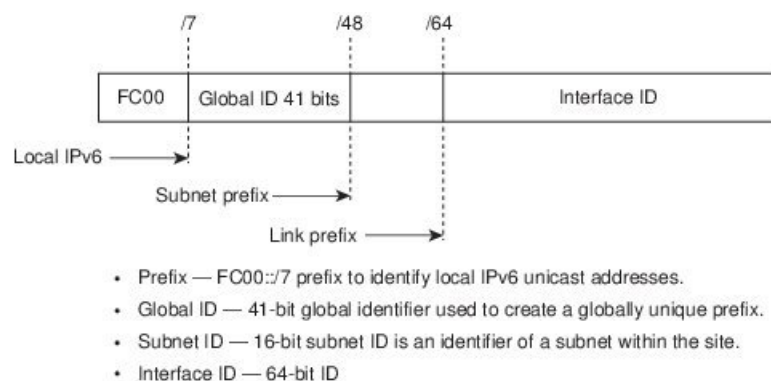 /7 /48 /64
FC00 Global ID 41 bits Interface ID
Local IPv6
Subnet prefix
Link prefix
• Prefix — FC00::/7 prefix to identify local IPv6 unicast addresses.
• Global ID — 41-bit global identifier used to create a globally unique prefix.
• Subnet ID — 16-bit subnet ID is an identifier of a subnet within the site.
• Interface ID — 64-bit ID